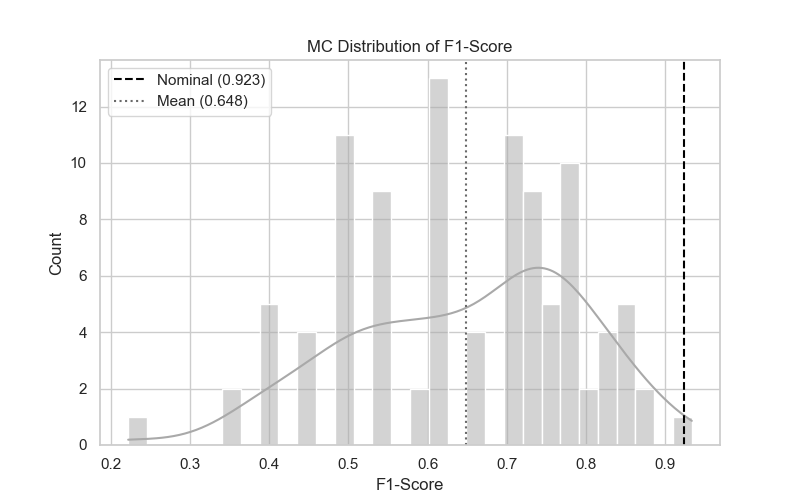 MC Distribution of F1-Score
Nominal (0.923)
Mean (0.648)
Count
12
10
8
6
4
2
0
0.2 0.3 0.4 0.5 0.6 0.7 0.8 0.9
F1-Score